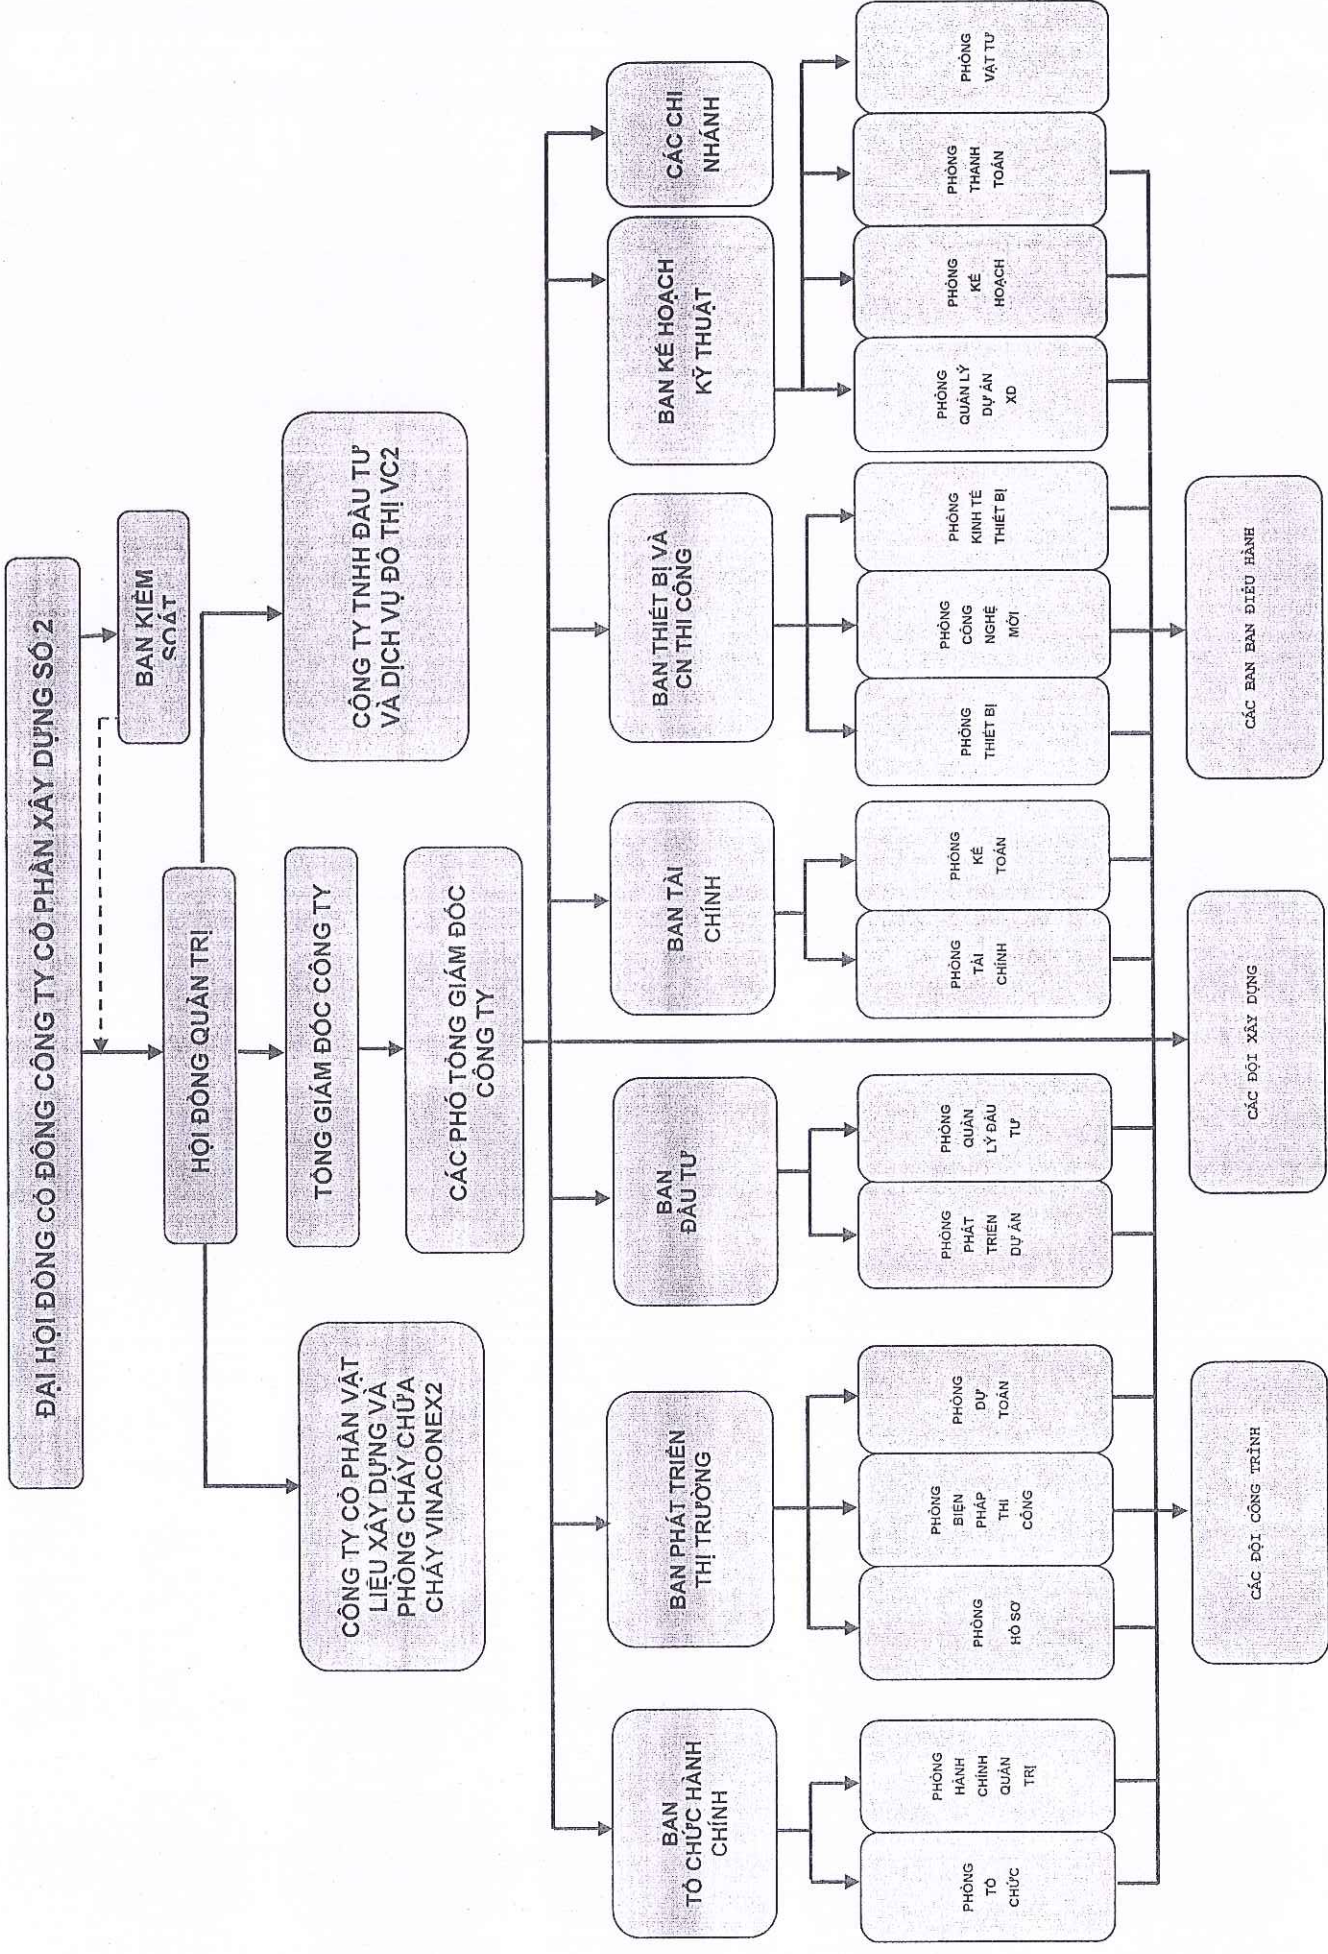 ĐẠI HỘI ĐỒNG CỔ ĐÔNG CÔNG TY CỔ PHẦN XÂY DỰNG SỐ 2
BAN KIỂM
SOÁT
HỘI ĐỒNG QUẢN TRỊ
CÔNG TY CỔ PHẦN VẬT
LIỆU XÂY DỰNG VÀ
PHÒNG CHÁY CHỮA
CHÁY VINACONEX2
TỔNG GIÁM ĐỐC CÔNG TY
CÔNG TY TNHH ĐẦU TƯ
VÀ DỊCH VỤ ĐÔ THỊ VC2
CÁC PHÓ TỔNG GIÁM ĐỐC
CÔNG TY
BAN
TỔ CHỨC HÀNH
CHÍNH
BAN PHÁT TRIỂN
THỊ TRƯỜNG
BAN
ĐẦU TƯ
BAN TÀI
CHÍNH
BAN THIẾT BỊ VÀ
CN THI CÔNG
BAN KẾ HOẠCH
KỸ THUẬT
CÁC CHI
NHÁNH
PHÒNG
TỔ
CHỨC
PHÒNG
HÀNH
CHÍNH
QUẢN
TRỊ
PHÒNG
HỒ SƠ
PHÒNG
BIỆN
PHÁP
THI
CÔNG
PHÒNG
DỰ
TOÁN
PHÒNG
PHÁT
TRIỂN
DỰ ÁN
PHÒNG
QUẢN
LÝ ĐẦU
TƯ
PHÒNG
TÀI
CHÍNH
PHÒNG
KẾ
TOÁN
PHÒNG
THIẾT BỊ
PHÒNG
CÔNG
NGHỆ
MỚI
PHÒNG
KINH TẾ
THIẾT BỊ
PHÒNG
QUẢN LÝ
DỰ ÁN
XD
PHÒNG
KẾ
HOẠCH
PHÒNG
THANH
TOÁN
PHÒNG
VẬT TƯ
CÁC ĐỘI CÔNG TRÌNH
CÁC ĐỘI XÂY DỤNG
CÁC BAN BAN ĐIỀU HÀNH